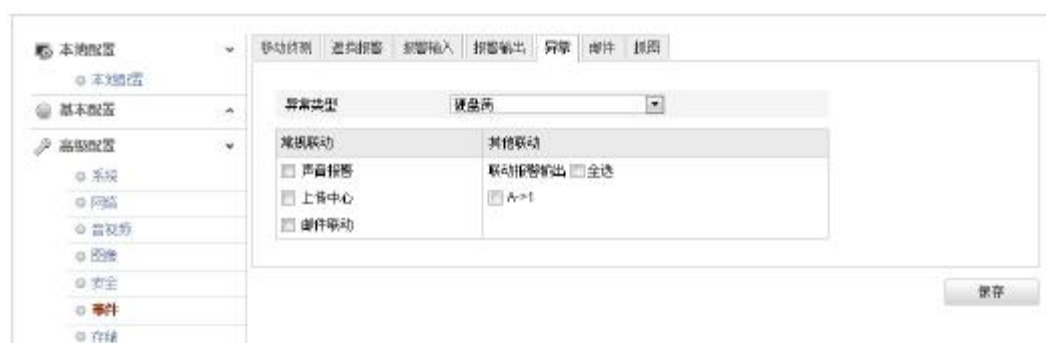 本地配置
本地配置
基本配置
高级配置
系统
网络
音视频
图像
安全
事件
存储
移动侦测 遮挡报警 报警输入 报警输出 异常 邮件 抓图
异常类型 硬盘满
常规联动 其他联动
声音报警 联动报警输出 全选
上传中心 A->1
邮件联动
保存